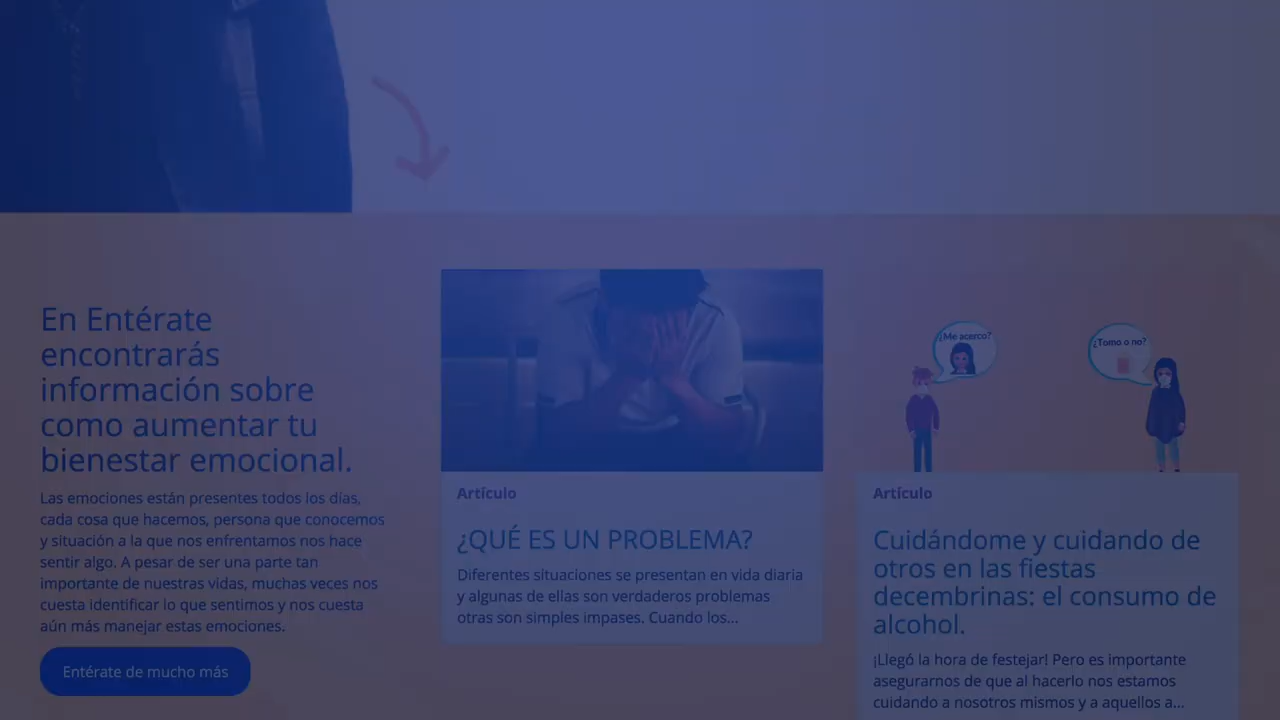 En Entérate
encontrarás
información sobre
como aumentar tu
bienestar emocional.
Las emociones están presentes todos los días,
cada cosa que hacemos, persona que conocemos
y situación a la que nos enfrentamos nos hace
sentir algo. A pesar de ser una parte tan
importante de nuestras vidas, muchas veces nos
cuesta identificar lo que sentimos y nos cuesta
aún más manejar estas emociones.
Entérate de mucho más
Artículo
¿QUÉ ES UN PROBLEMA?
Diferentes situaciones se presentan en vida diaria
y algunas de ellas son verdaderos problemas
otras son simples impases. Cuando los...
¿Me acerco?
¿Tomo o no?
Artículo
Cuidándome y cuidando de
otros en las fiestas
decembrinas: el consumo de
alcohol.
¡Llegó la hora de festejar! Pero es importante
asegurarnos de que al hacerlo nos estamos
cuidando a nosotros mismos y a aquellos a...